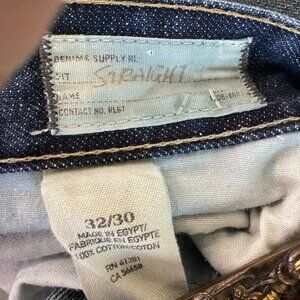 DENIM & SUPPLY RL
FIT STRAIGHT
NAME
CONTACT NO. RL67
32/30
MADE IN EGYPT/
FABRIQUE EN EGYPTE
100% COTTON/COTON
RN 41381
CA 56658